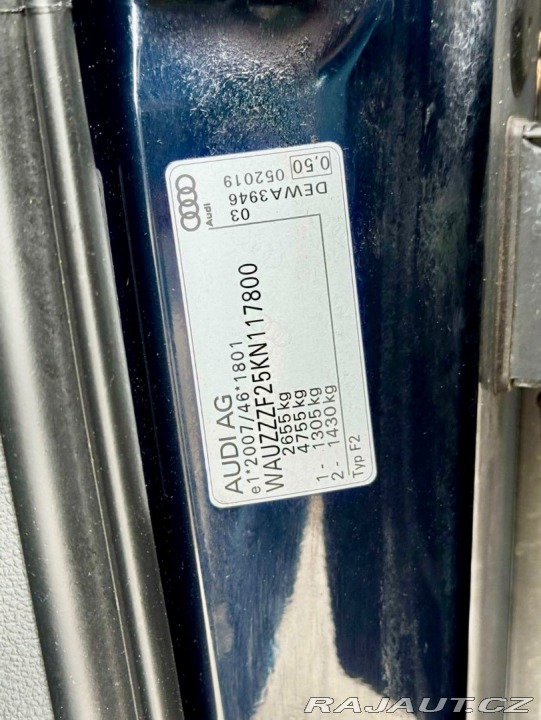 AUDI AG
e1*2007/46*1801
WAUZZZF25KN117800
2655 kg
4755 kg
1 - 1305 kg
2 - 1430 kg
Typ F2
Audi
03
DEWA3946
052019
0,50
RAJAUT.CZ